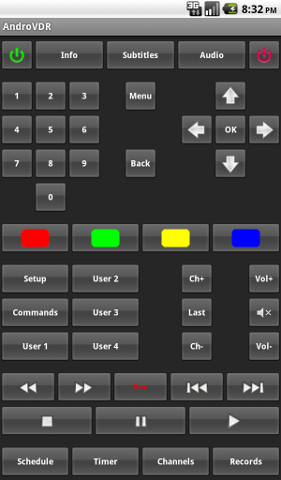 3G 8:32 PM
AndroVDR
Info Subtitles Audio
1 2 3 Menu
4 5 6 OK
7 8 9 Back
0
Setup User 2 Ch+ Vol+
Commands User 3 Last
User 1 User 4 Ch- Vol-
Rec
Schedule Timer Channels Records